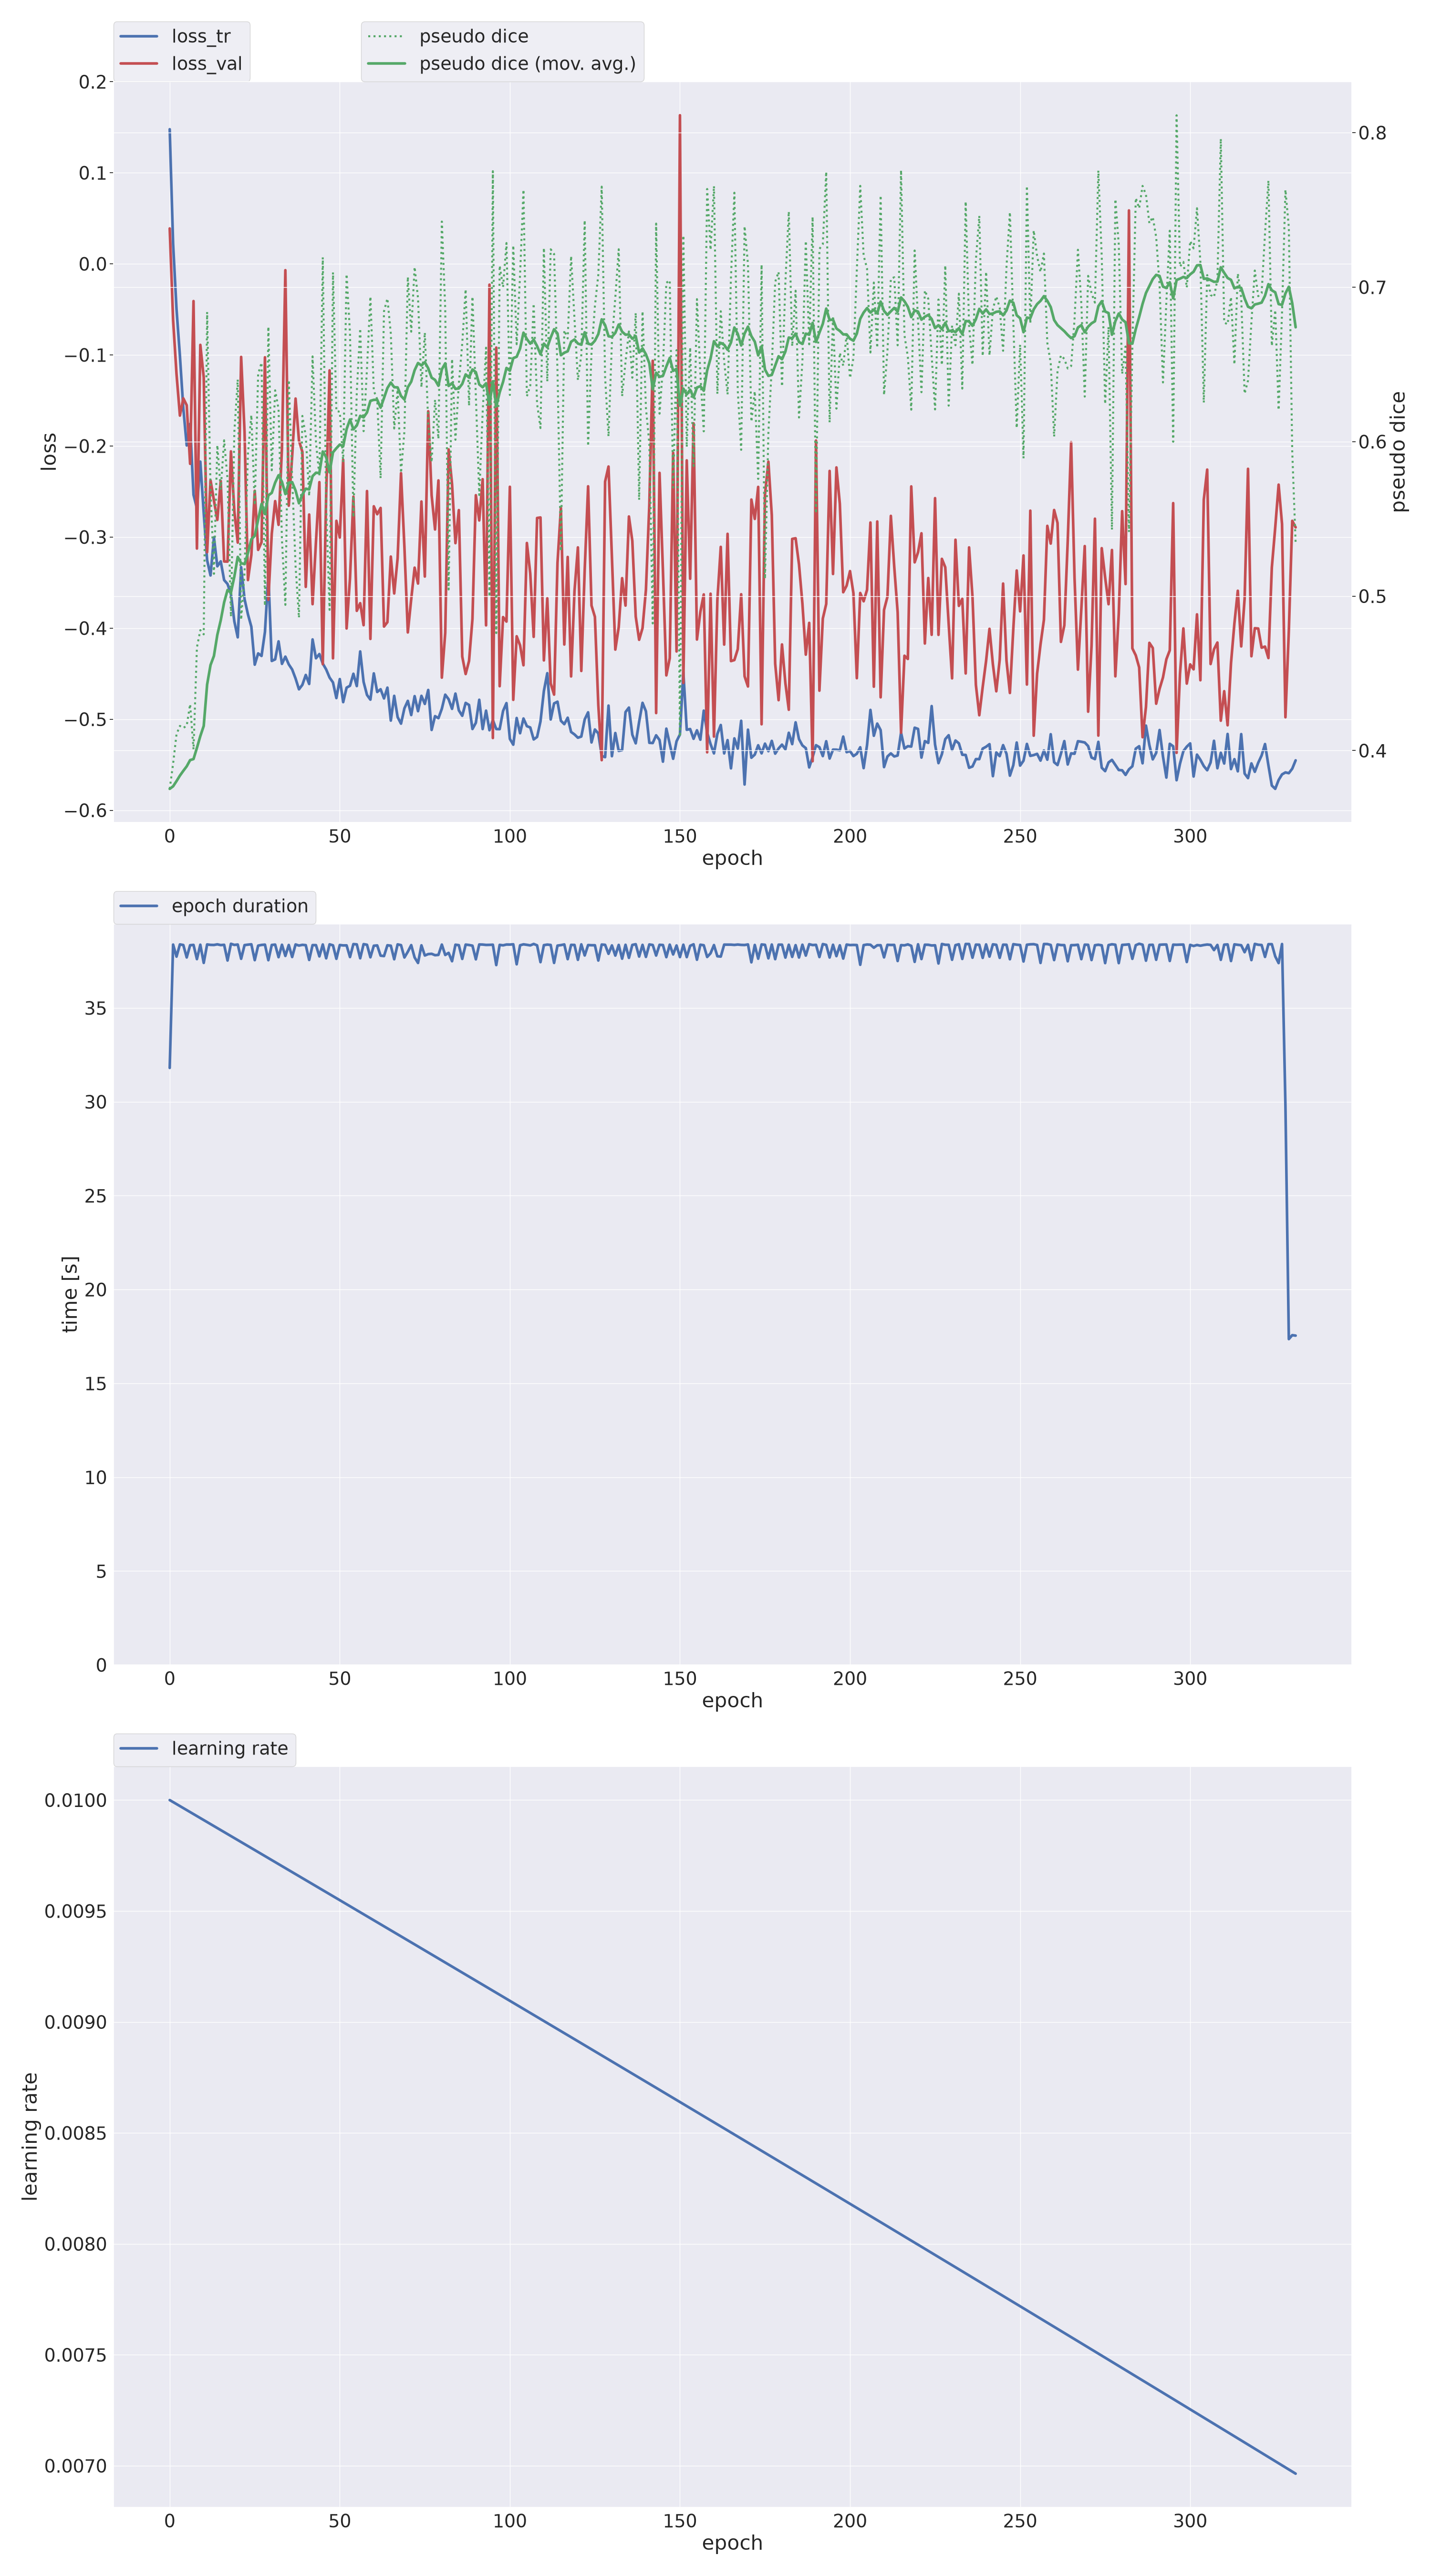 loss_tr
loss_val
pseudo dice
pseudo dice (mov. avg.)
0.2
0.1
0.0
−0.1
−0.2
−0.3
−0.4
−0.5
−0.6
loss
0.8
0.7
0.6
0.5
0.4
pseudo dice
0 50 100 150 200 250 300
epoch
epoch duration
35
30
25
20
15
10
5
0
time [s]
0 50 100 150 200 250 300
epoch
learning rate
0.0100
0.0095
0.0090
0.0085
0.0080
0.0075
0.0070
learning rate
0 50 100 150 200 250 300
epoch